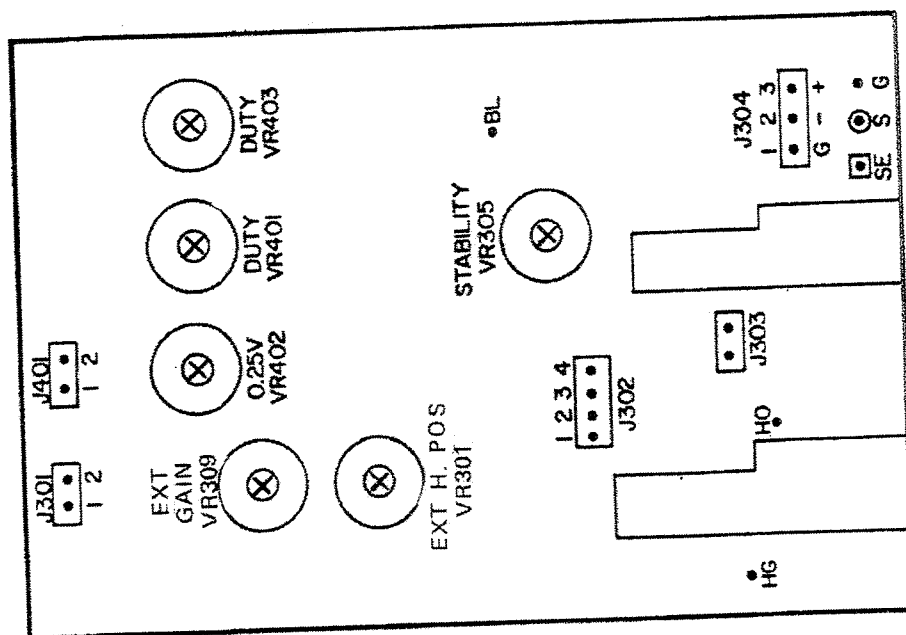 J301
1 2
J401
1 2
EXT
GAIN
VR309
0.25V
VR402
DUTY
VR401
DUTY
VR403
EXT H. POS
VR301
STABILITY
VR305
BL
1 2 3 4
J302
J303
J304
1 2 3
G - +
SE S G
HO
HG